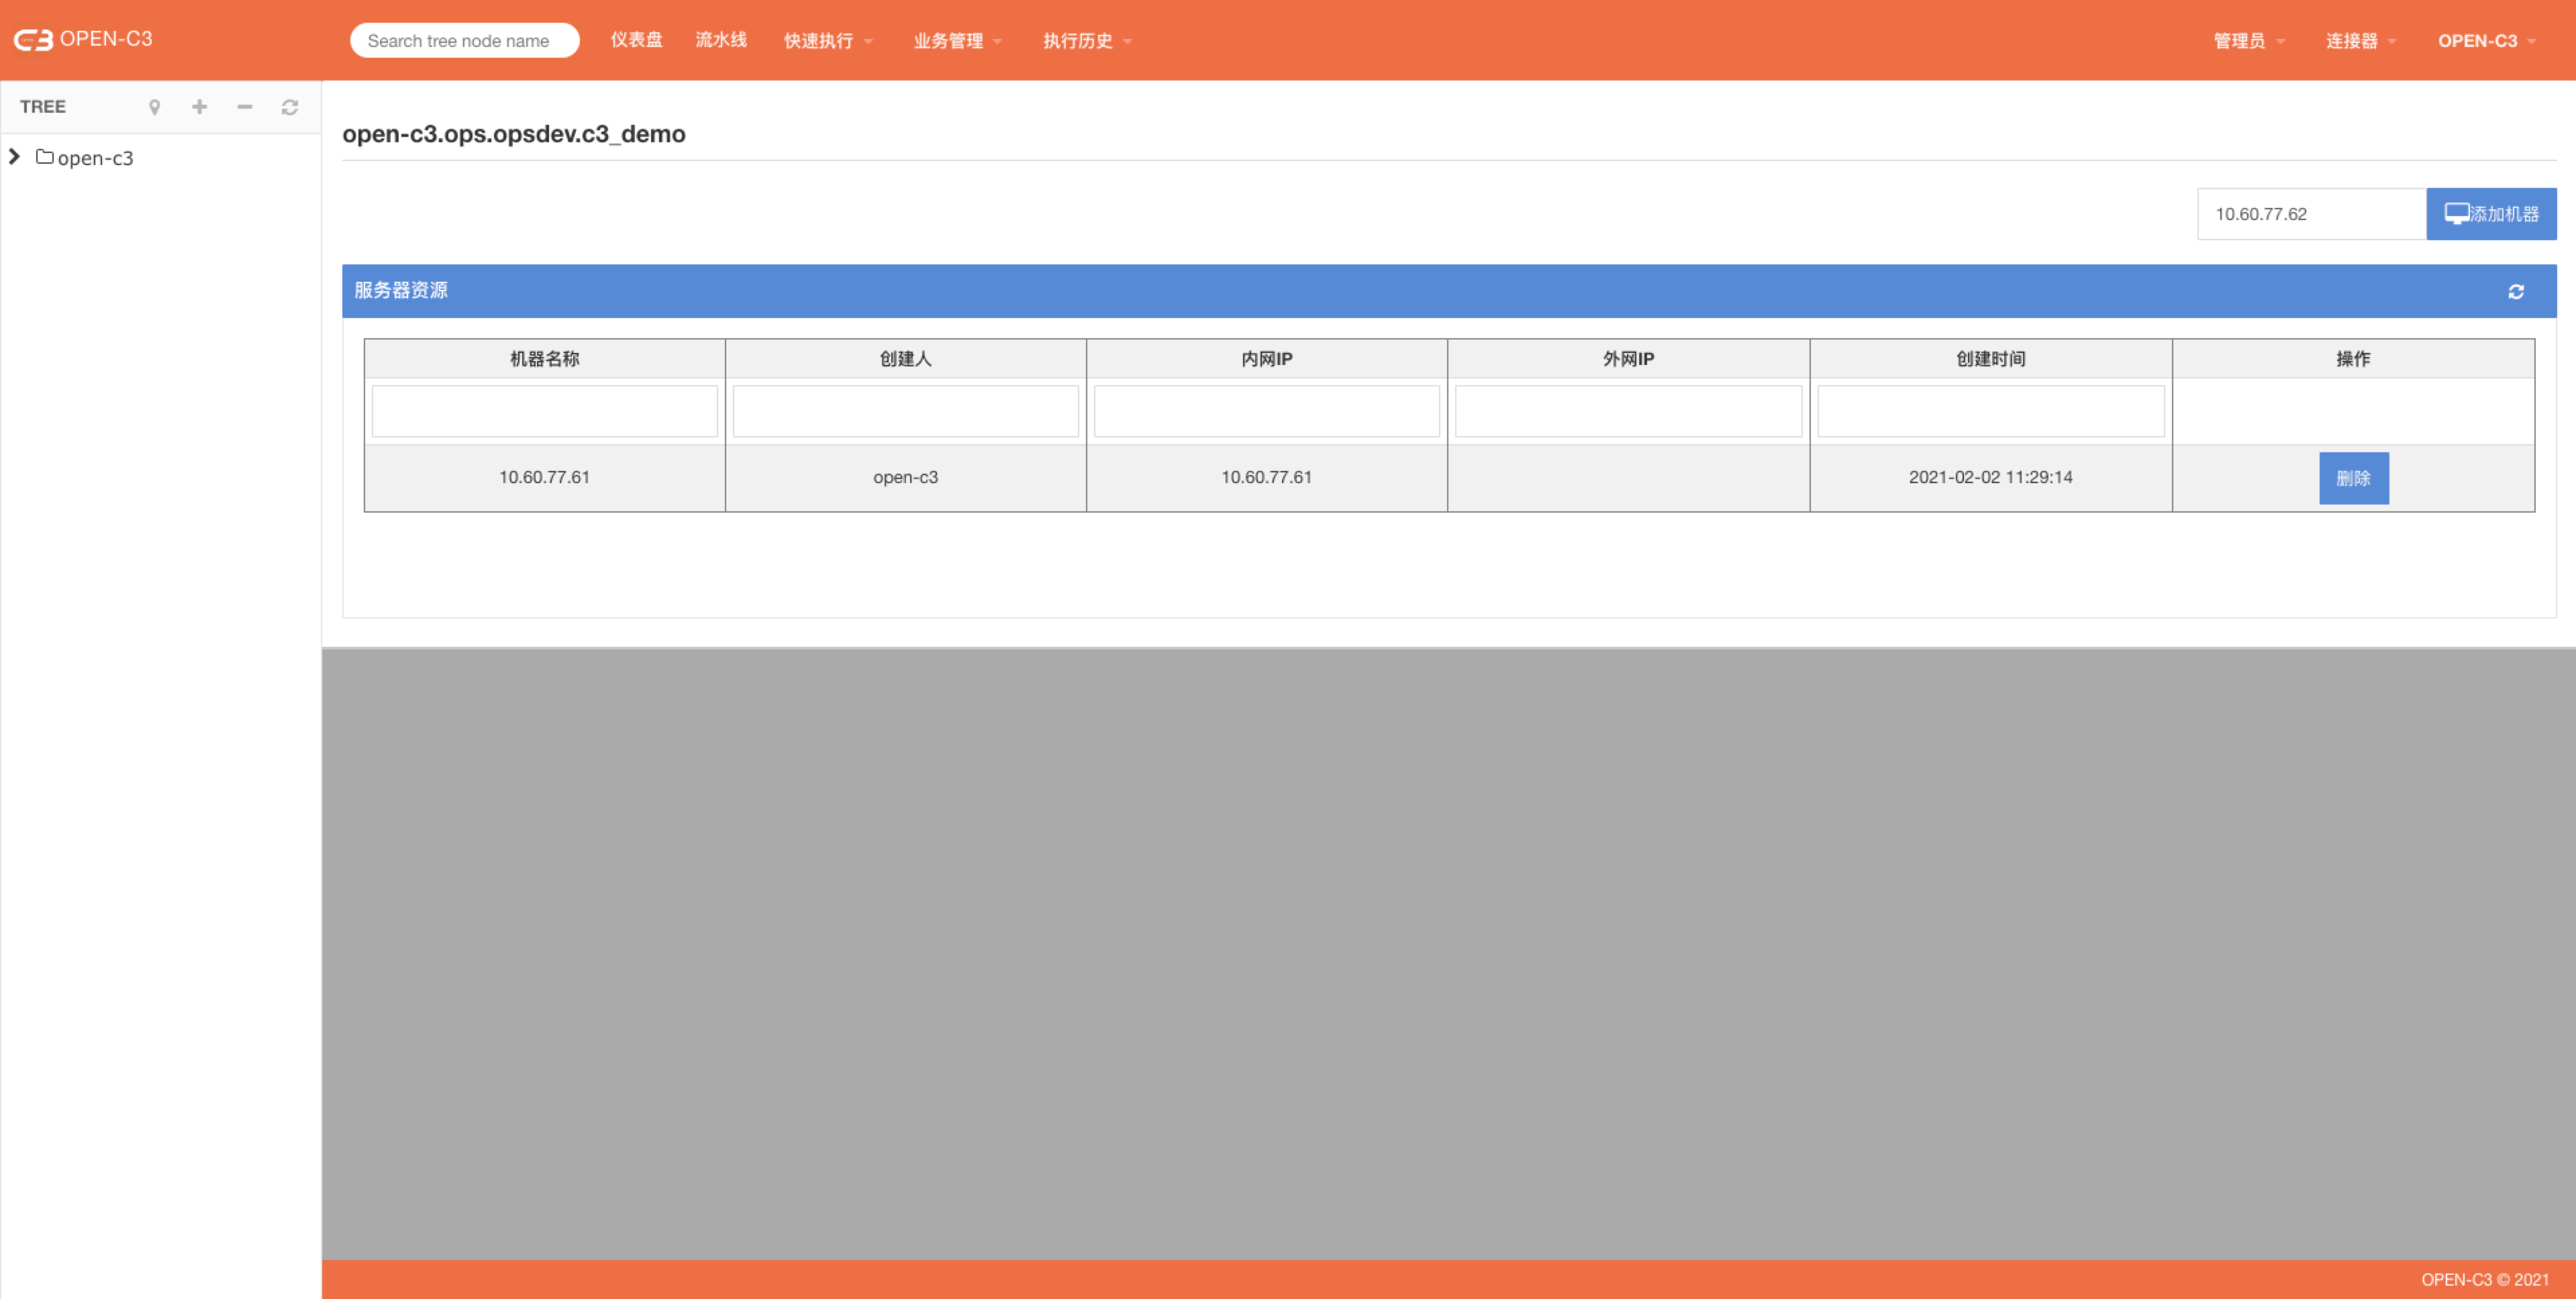 OPEN-C3
Search tree node name
仪表盘 流水线 快速执行 业务管理 执行历史
管理员 连接器 OPEN-C3
TREE
open-c3
open-c3.ops.opsdev.c3_demo
10.60.77.62 添加机器
服务器资源
机器名称 创建人 内网IP 外网IP 创建时间 操作
10.60.77.61 open-c3 10.60.77.61 2021-02-02 11:29:14 删除
OPEN-C3 © 2021